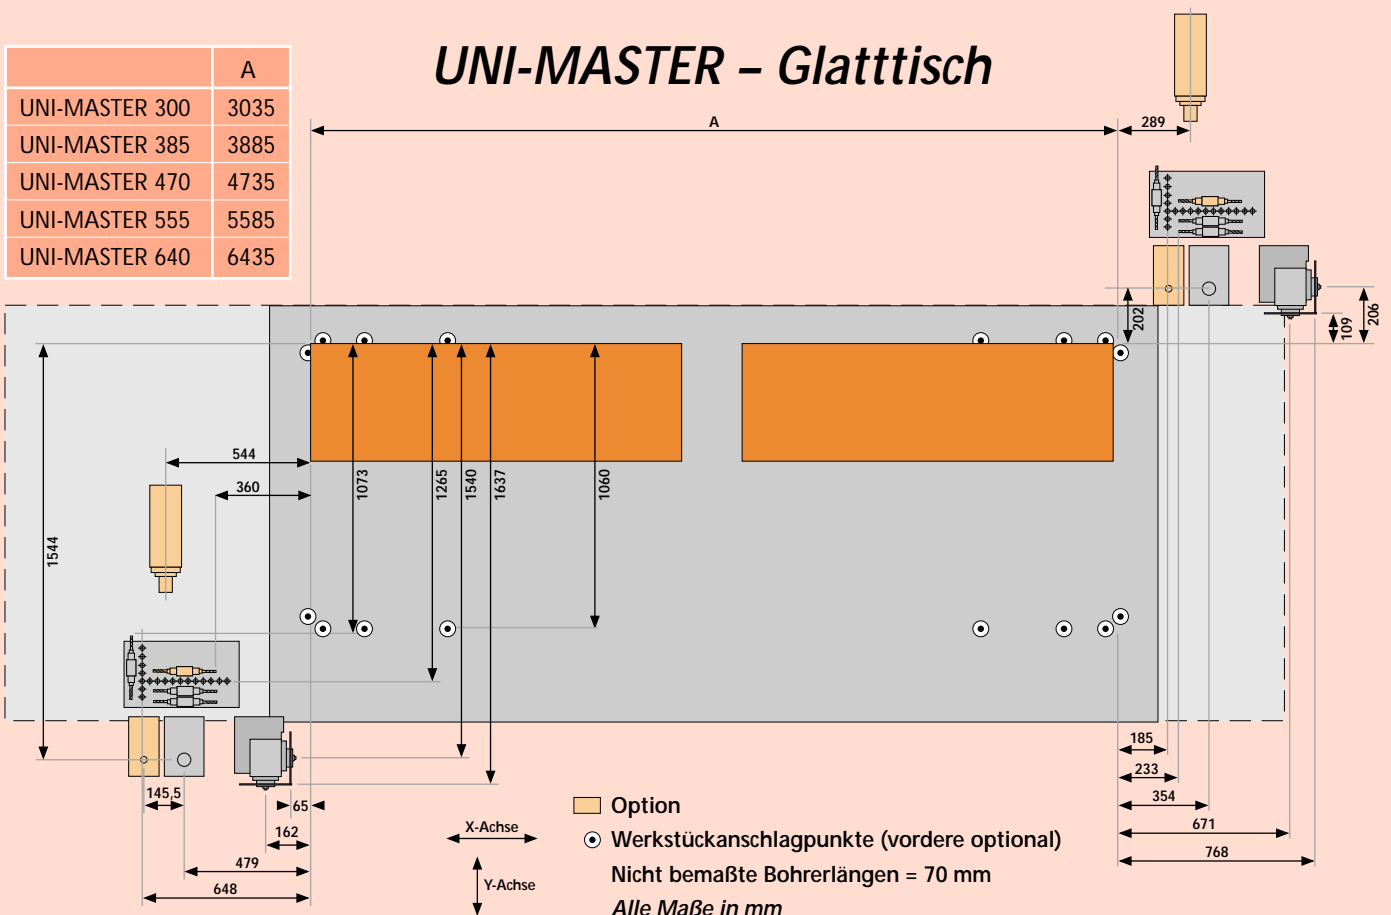 UNI-MASTER – Glatttisch
A
UNI-MASTER 300 3035
UNI-MASTER 385 3885
UNI-MASTER 470 4735
UNI-MASTER 555 5585
UNI-MASTER 640 6435
A
289
202
109
206
544
360
1544
1073
1265
1540
1637
1060
145,5
65
162
479
648
185
233
354
671
768
X-Achse
Y-Achse
Option
Werkstückanschlagpunkte (vordere optional)
Nicht bemaßte Bohrerlängen = 70 mm
Alle Maße in mm